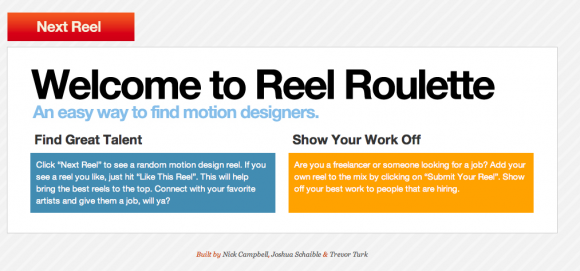 Next Reel
Welcome to Reel Roulette
An easy way to find motion designers.
Find Great Talent
Click "Next Reel" to see a random motion design reel. If you
see a reel you like, just hit "Like This Reel". This will help
bring the best reels to the top. Connect with your favorite
artists and give them a job, will ya?
Show Your Work Off
Are you a freelancer or someone looking for a job? Add your
own reel to the mix by clicking on "Submit Your Reel". Show
off your best work to people that are hiring.
Built by Nick Campbell, Joshua Schaible & Trevor Turk